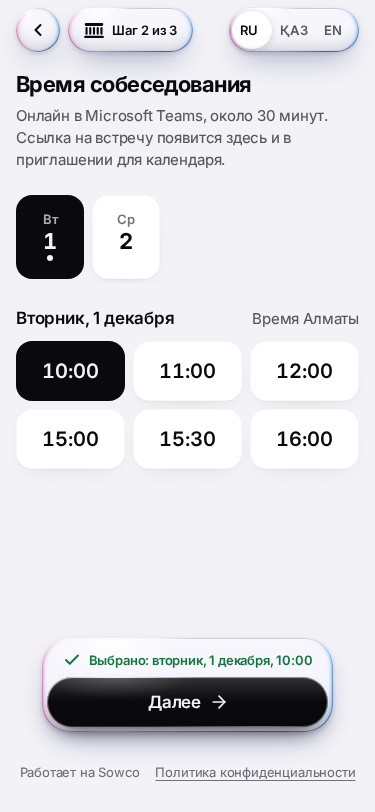 Шаг 2 из 3
RU ҚАЗ EN
Время собеседования
Онлайн в Microsoft Teams, около 30 минут.
Ссылка на встречу появится здесь и в
приглашении для календаря.
Вт Ср
1 2
Вторник, 1 декабря Время Алматы
10:00 11:00 12:00
15:00 15:30 16:00
Выбрано: вторник, 1 декабря, 10:00
Далее
Работает на Sowco Политика конфиденциальности